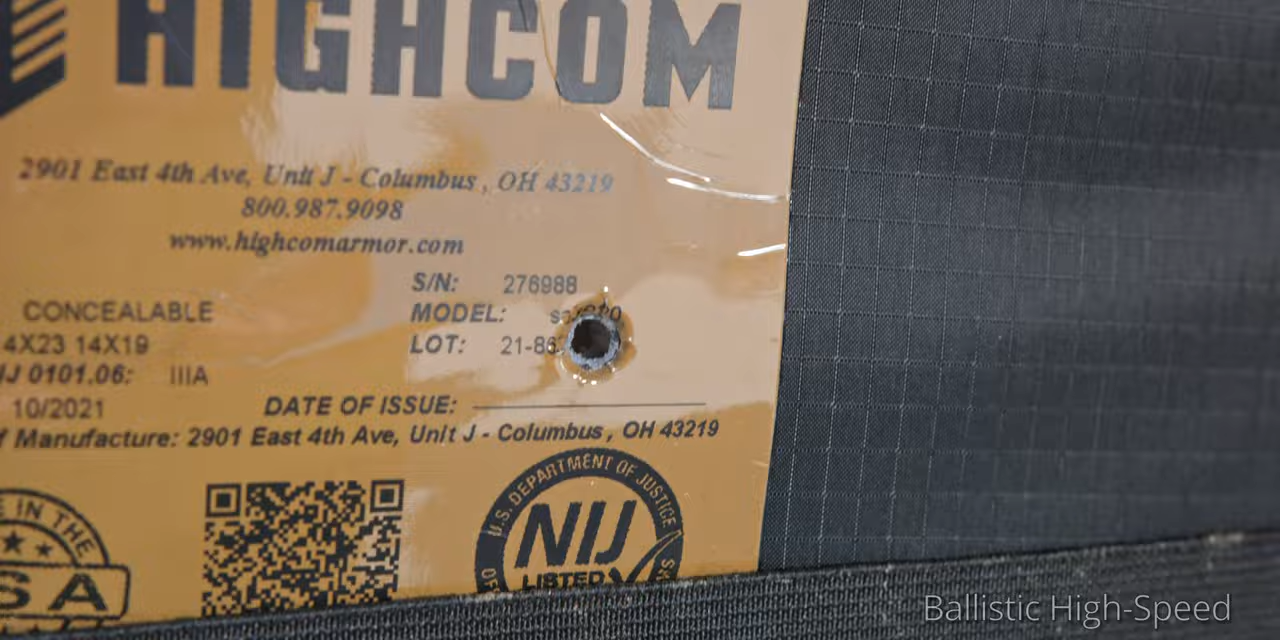 HIGHCOM
2901 East 4th Ave, Unit J - Columbus, OH 43219
800.987.9098
www.highcomarmor.com
S/N: 276988
CONCEALABLE
MODEL:
4X23 14X19
LOT: 21-86
IJ 0101.06: IIIA
10/2021
DATE OF ISSUE:
f Manufacture: 2901 East 4th Ave, Unit J - Columbus, OH 43219
E IN THE
SA
U.S. DEPARTMENT OF JUSTICE
NIJ
LISTED
Ballistic High-Speed